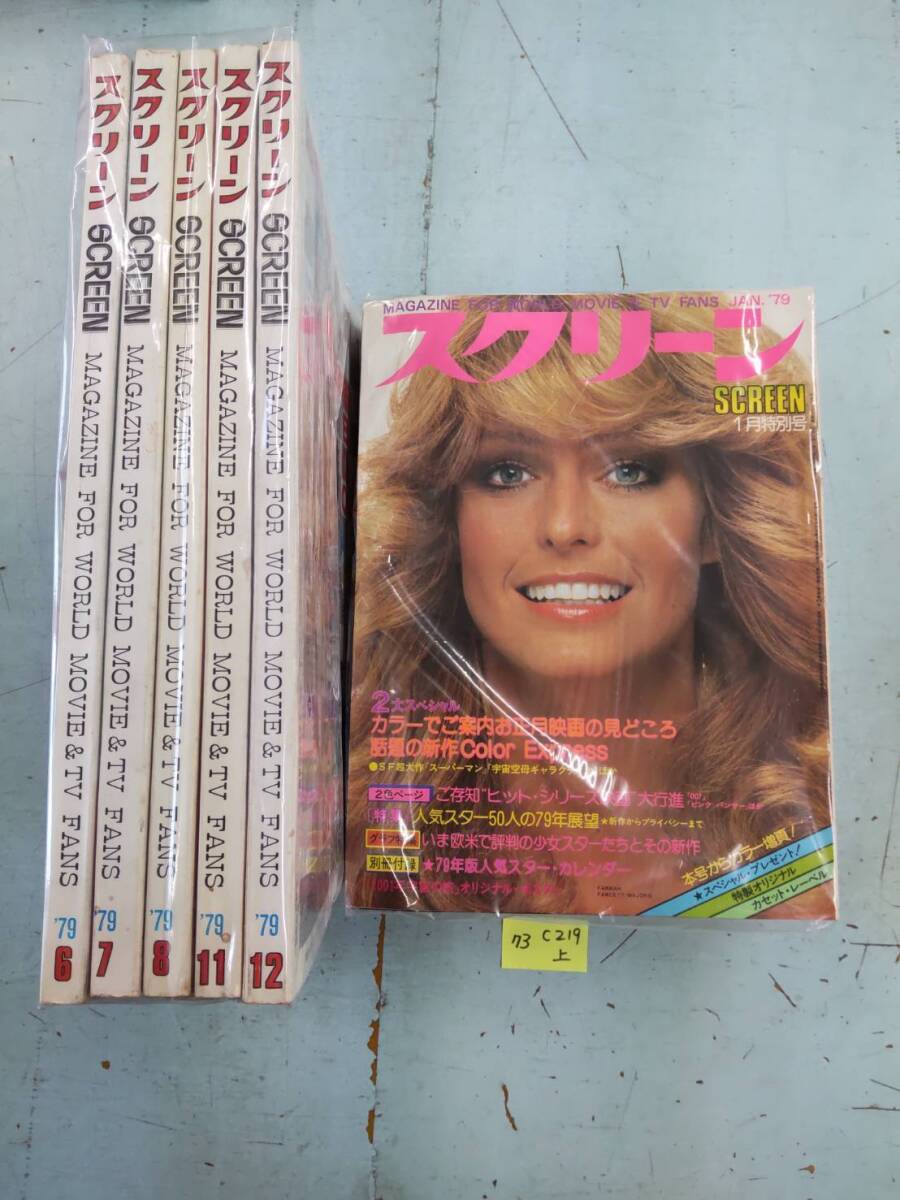 スクリーン SCREEN MAGAZINE FOR WORLD MOVIE & TV FANS '79 6
スクリーン SCREEN MAGAZINE FOR WORLD MOVIE & TV FANS '79 7
スクリーン SCREEN MAGAZINE FOR WORLD MOVIE & TV FANS '79 8
スクリーン SCREEN MAGAZINE FOR WORLD MOVIE & TV FANS '79 11
スクリーン SCREEN MAGAZINE FOR WORLD MOVIE & TV FANS '79 12
MAGAZINE FOR WORLD MOVIE & TV FANS JAN. '79
スクリーン
SCREEN
1月特別号
2大スペシャル
カラーでご案内お正月映画の見どころ
話題の新作Color Express
●SF超大作「スーパーマン」「宇宙空母ギャラクチカ
2色ページ ご存知"ヒット・シリーズ 大行進「007」
特集 人気スター50人の79年展望★新作からプライバシーまで
いま欧米で評判の少女スターたちとその新作
別冊付録 ★79年版人気スター・カレンダー
オリジナル
FARRAH
FAWCETT-MAJORS
本号からカラー増頁!
★スペシャル・プレゼント!
特製オリジナル
カセット・レーベル
73 C219
上